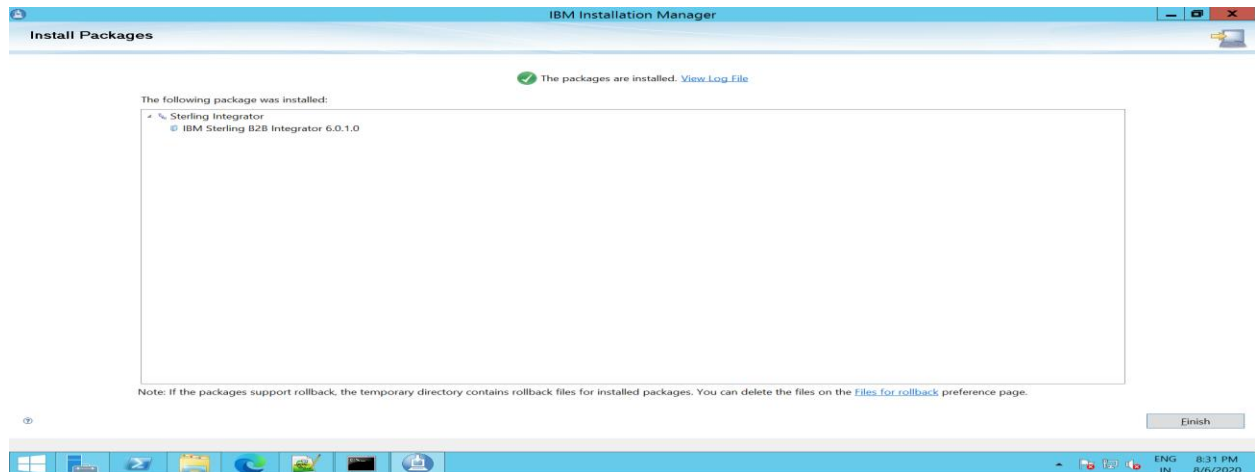 IBM Installation Manager
Install Packages
The packages are installed. View Log File
The following package was installed:
Sterling Integrator
IBM Sterling B2B Integrator 6.0.1.0
Note: If the packages support rollback, the temporary directory contains rollback files for installed packages. You can delete the files on the Files for rollback preference page.
Finish
ENG 8:31 PM
IN 8/6/2020